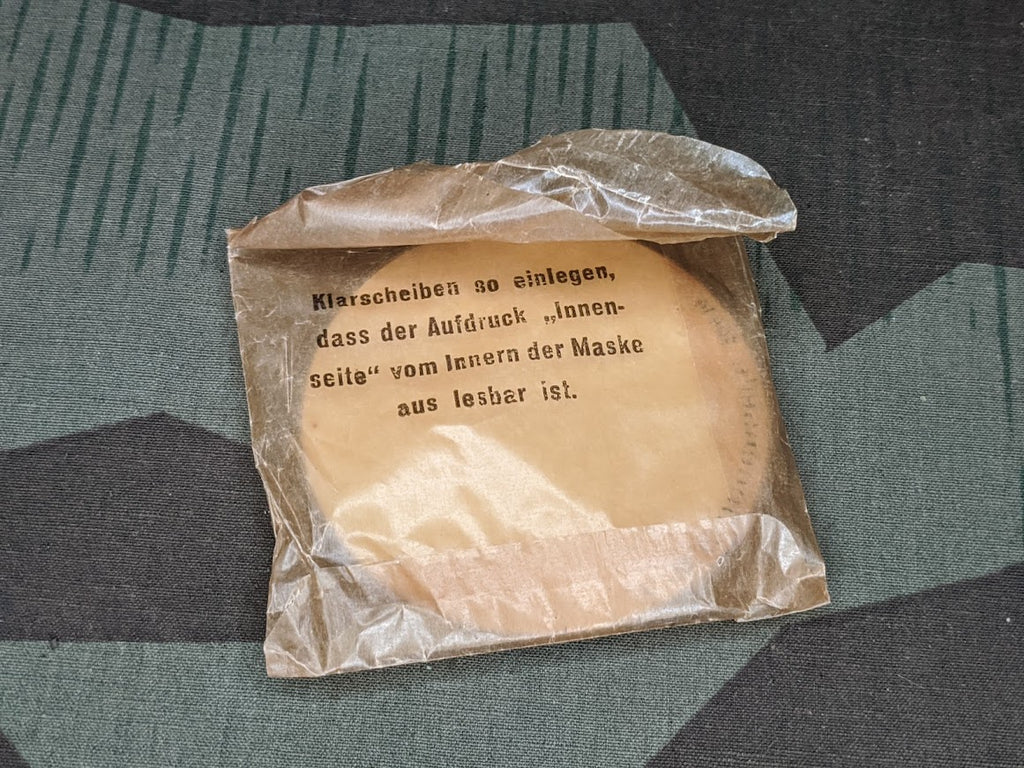 Klarscheiben so einlegen,
dass der Aufdruck „Innen-
seite“ vom Innern der Maske
aus lesbar ist.